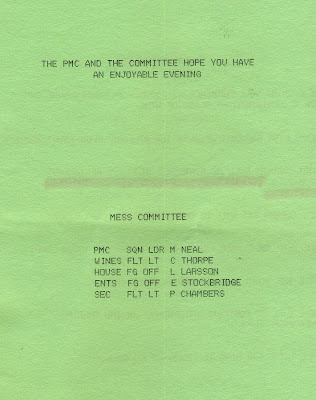 THE PMC AND THE COMMITTEE HOPE YOU HAVE
AN ENJOYABLE EVENING
MESS COMMITTEE
PMC SQN LDR M NEAL
WINES FLT LT C THORPE
HOUSE FG OFF L LARSSON
ENTS FG OFF E STOCKBRIDGE
SEC FLT LT P CHAMBERS